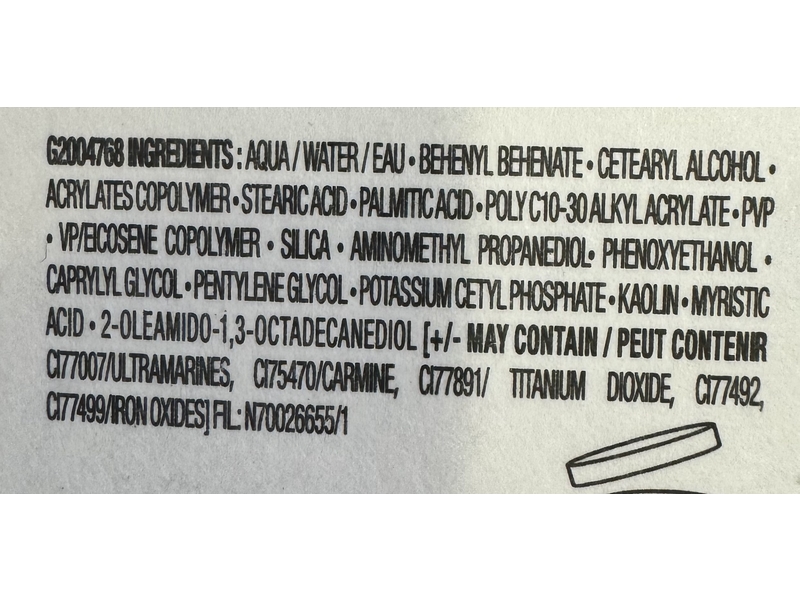 G2004768 INGREDIENTS : AQUA / WATER / EAU • BEHENYL BEHENATE • CETEARYL ALCOHOL •
ACRYLATES COPOLYMER • STEARIC ACID • PALMITIC ACID • POLY C10-30 ALKYL ACRYLATE • PVP
• VP/EICOSENE COPOLYMER • SILICA • AMINOMETHYL PROPANEDIOL • PHENOXYETHANOL •
CAPRYLYL GLYCOL • PENTYLENE GLYCOL • POTASSIUM CETYL PHOSPHATE • KAOLIN • MYRISTIC
ACID • 2-OLEAMIDO-1,3-OCTADECANEDIOL [+/- MAY CONTAIN / PEUT CONTENIR
CI77007/ULTRAMARINES, CI75470/CARMINE, CI77891/ TITANIUM DIOXIDE, CI77492,
CI77499/IRON OXIDES] FIL: N70026655/1